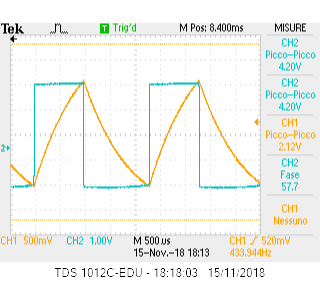 Tek Trig'd M Pos: 8.400ms MISURE
CH2
Picco-Picco
4.20V
CH2
Picco-Picco
4.20V
CH1
Picco-Picco
2.12V
CH2
Fase
57.7
CH1
Nessuno
2
CH1 500mV CH2 1.00V M 500µs CH1 / 520mV
15-Nov.-18 18:13 433.944Hz
TDS 1012C-EDU - 18:18:03 15/11/2018